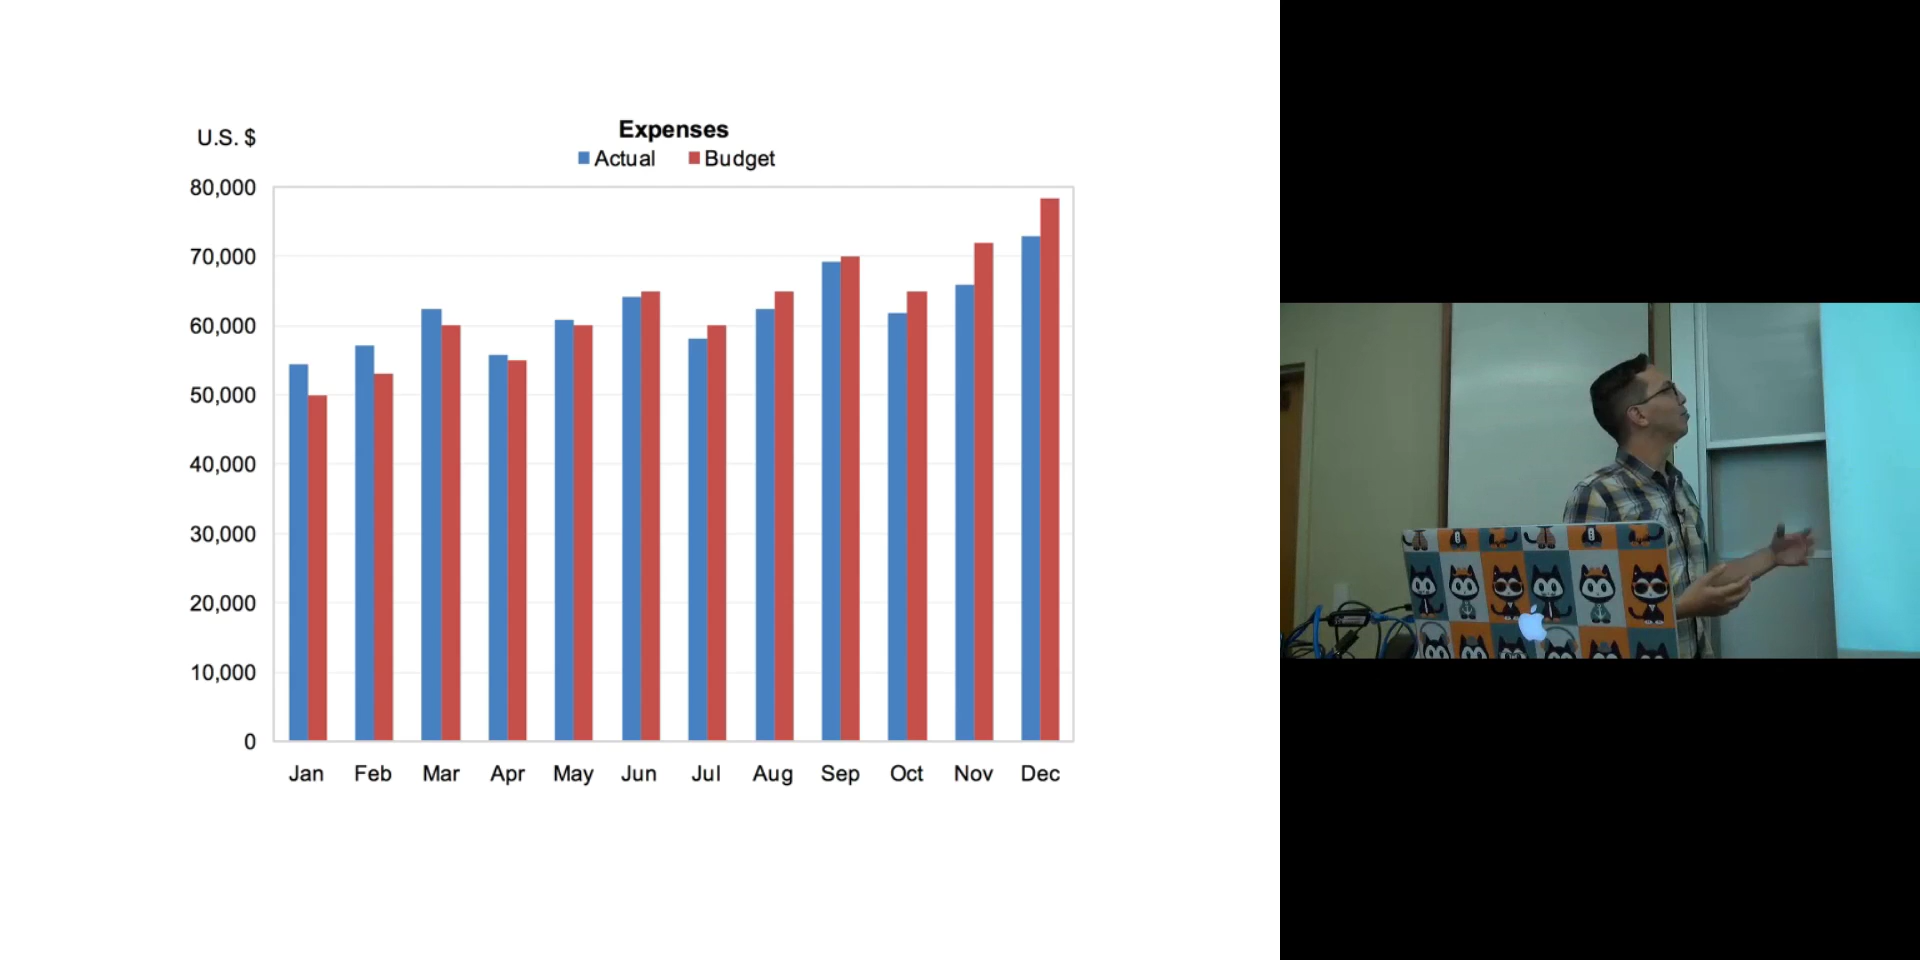 Expenses
U.S. $
Actual Budget
80,000
70,000
60,000
50,000
40,000
30,000
20,000
10,000
0
Jan Feb Mar Apr May Jun Jul Aug Sep Oct Nov Dec